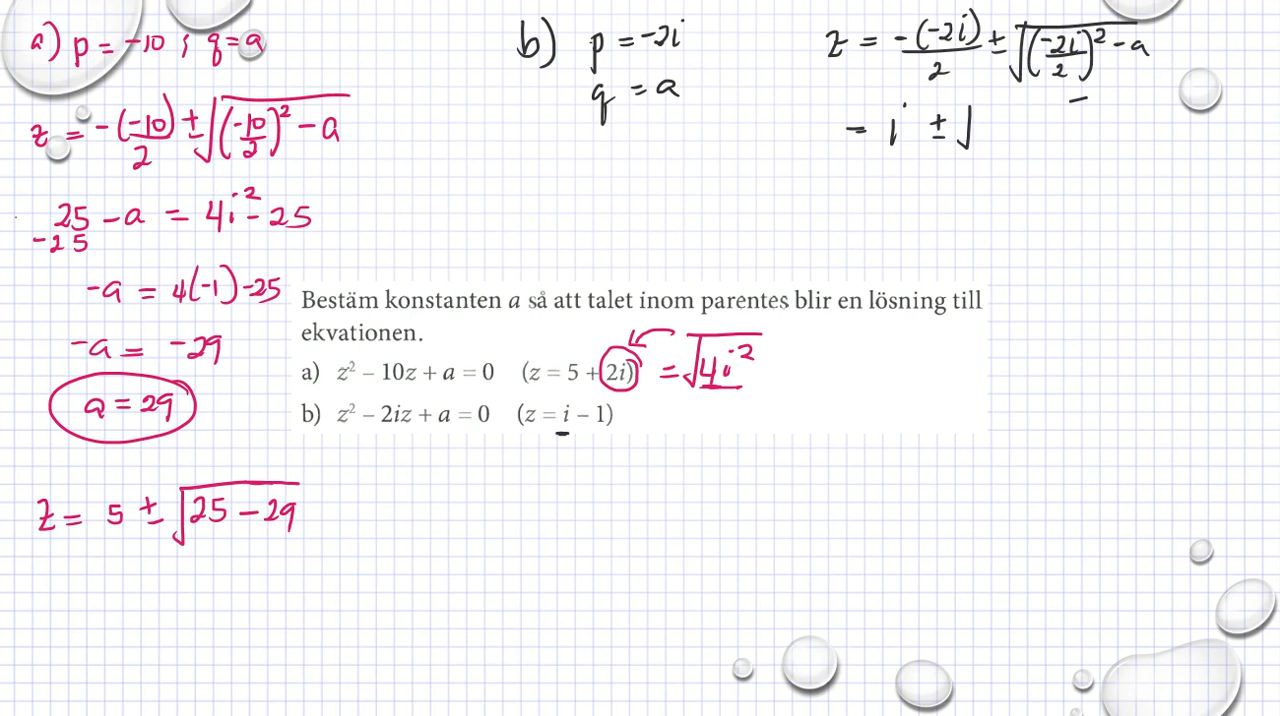 a) p = -10 ; q = a
z = -(-10)/2 ± √((-10/2)² - a)
25 - a = 4i² - 25
-25
-a = 4(-1) - 25
-a = -29
a = 29
z = 5 ± √(25 - 29)
b) p = -2i
q = a
z = -(-2i)/2 ± √((-2i/2)² - a)
= i ± √
Bestäm konstanten a så att talet inom parentes blir en lösning till
ekvationen.
a) z² – 10z + a = 0 (z = 5 + 2i) = √4i²
b) z² – 2iz + a = 0 (z = i – 1)